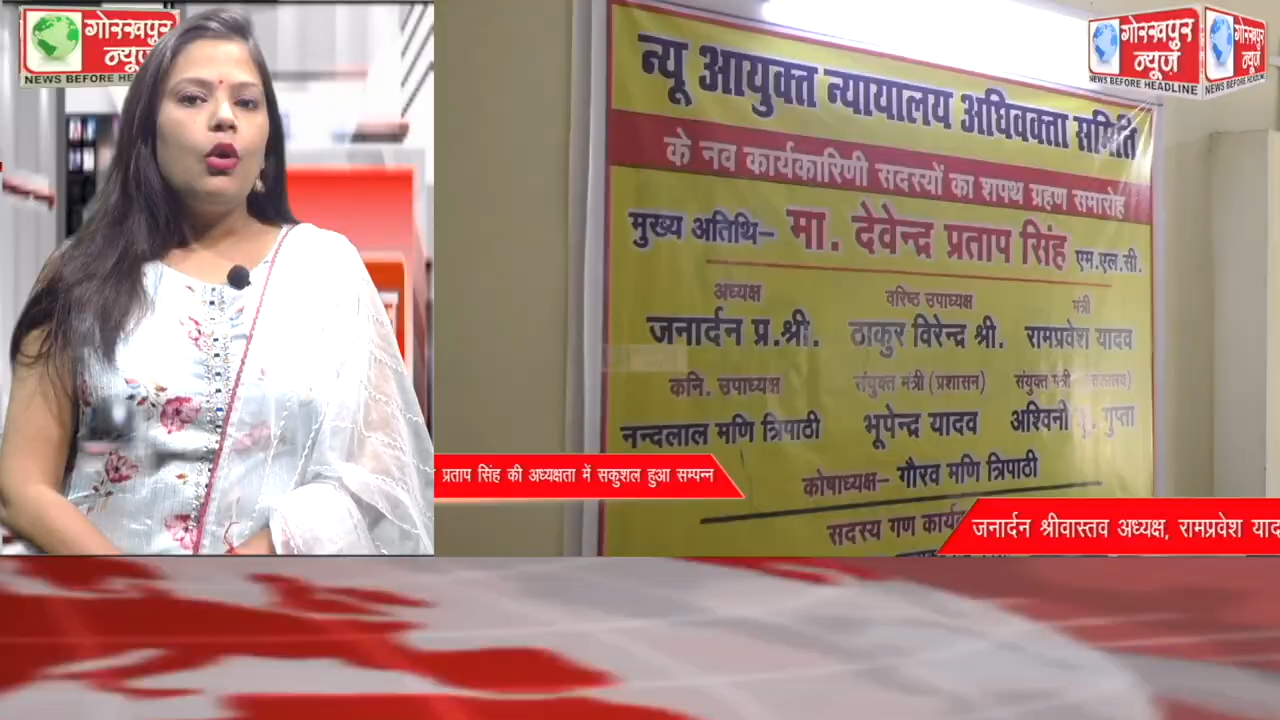 गोरखपुर
न्यूज़
NEWS BEFORE HEADLINE
गोरखपुर
न्यूज़
NEWS BEFORE HEADLINE
गोरखपुर
न्यूज़
NEWS BEFORE HEADLINE
न्यू आयुक्त न्यायालय अधिवक्ता समिति
के नव कार्यकारिणी सदस्यों का शपथ ग्रहण समारोह
मुख्य अतिथि– मा. देवेन्द्र प्रताप सिंह एम.एल.सी.
अध्यक्ष वरिष्ठ उपाध्यक्ष मंत्री
जनार्दन प्र.श्री. ठाकुर विरेन्द्र श्री. रामप्रवेश यादव
कनि. उपाध्यक्ष संयुक्त मंत्री (प्रशासन) संयुक्त मंत्री
नन्दलाल मणि त्रिपाठी भूपेन्द्र यादव अश्विनी गुप्ता
कोषाध्यक्ष– गौरव मणि त्रिपाठी
सदस्य गण
प्रताप सिंह की अध्यक्षता में सकुशल हुआ सम्पन्न
जनार्दन श्रीवास्तव अध्यक्ष, रामप्रवेश याद